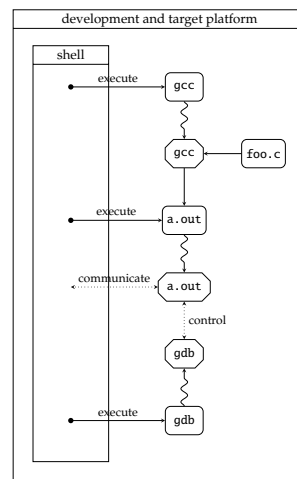 development and target platform
shell
execute
gcc
gcc
foo.c
execute
a.out
communicate
a.out
control
gdb
execute
gdb